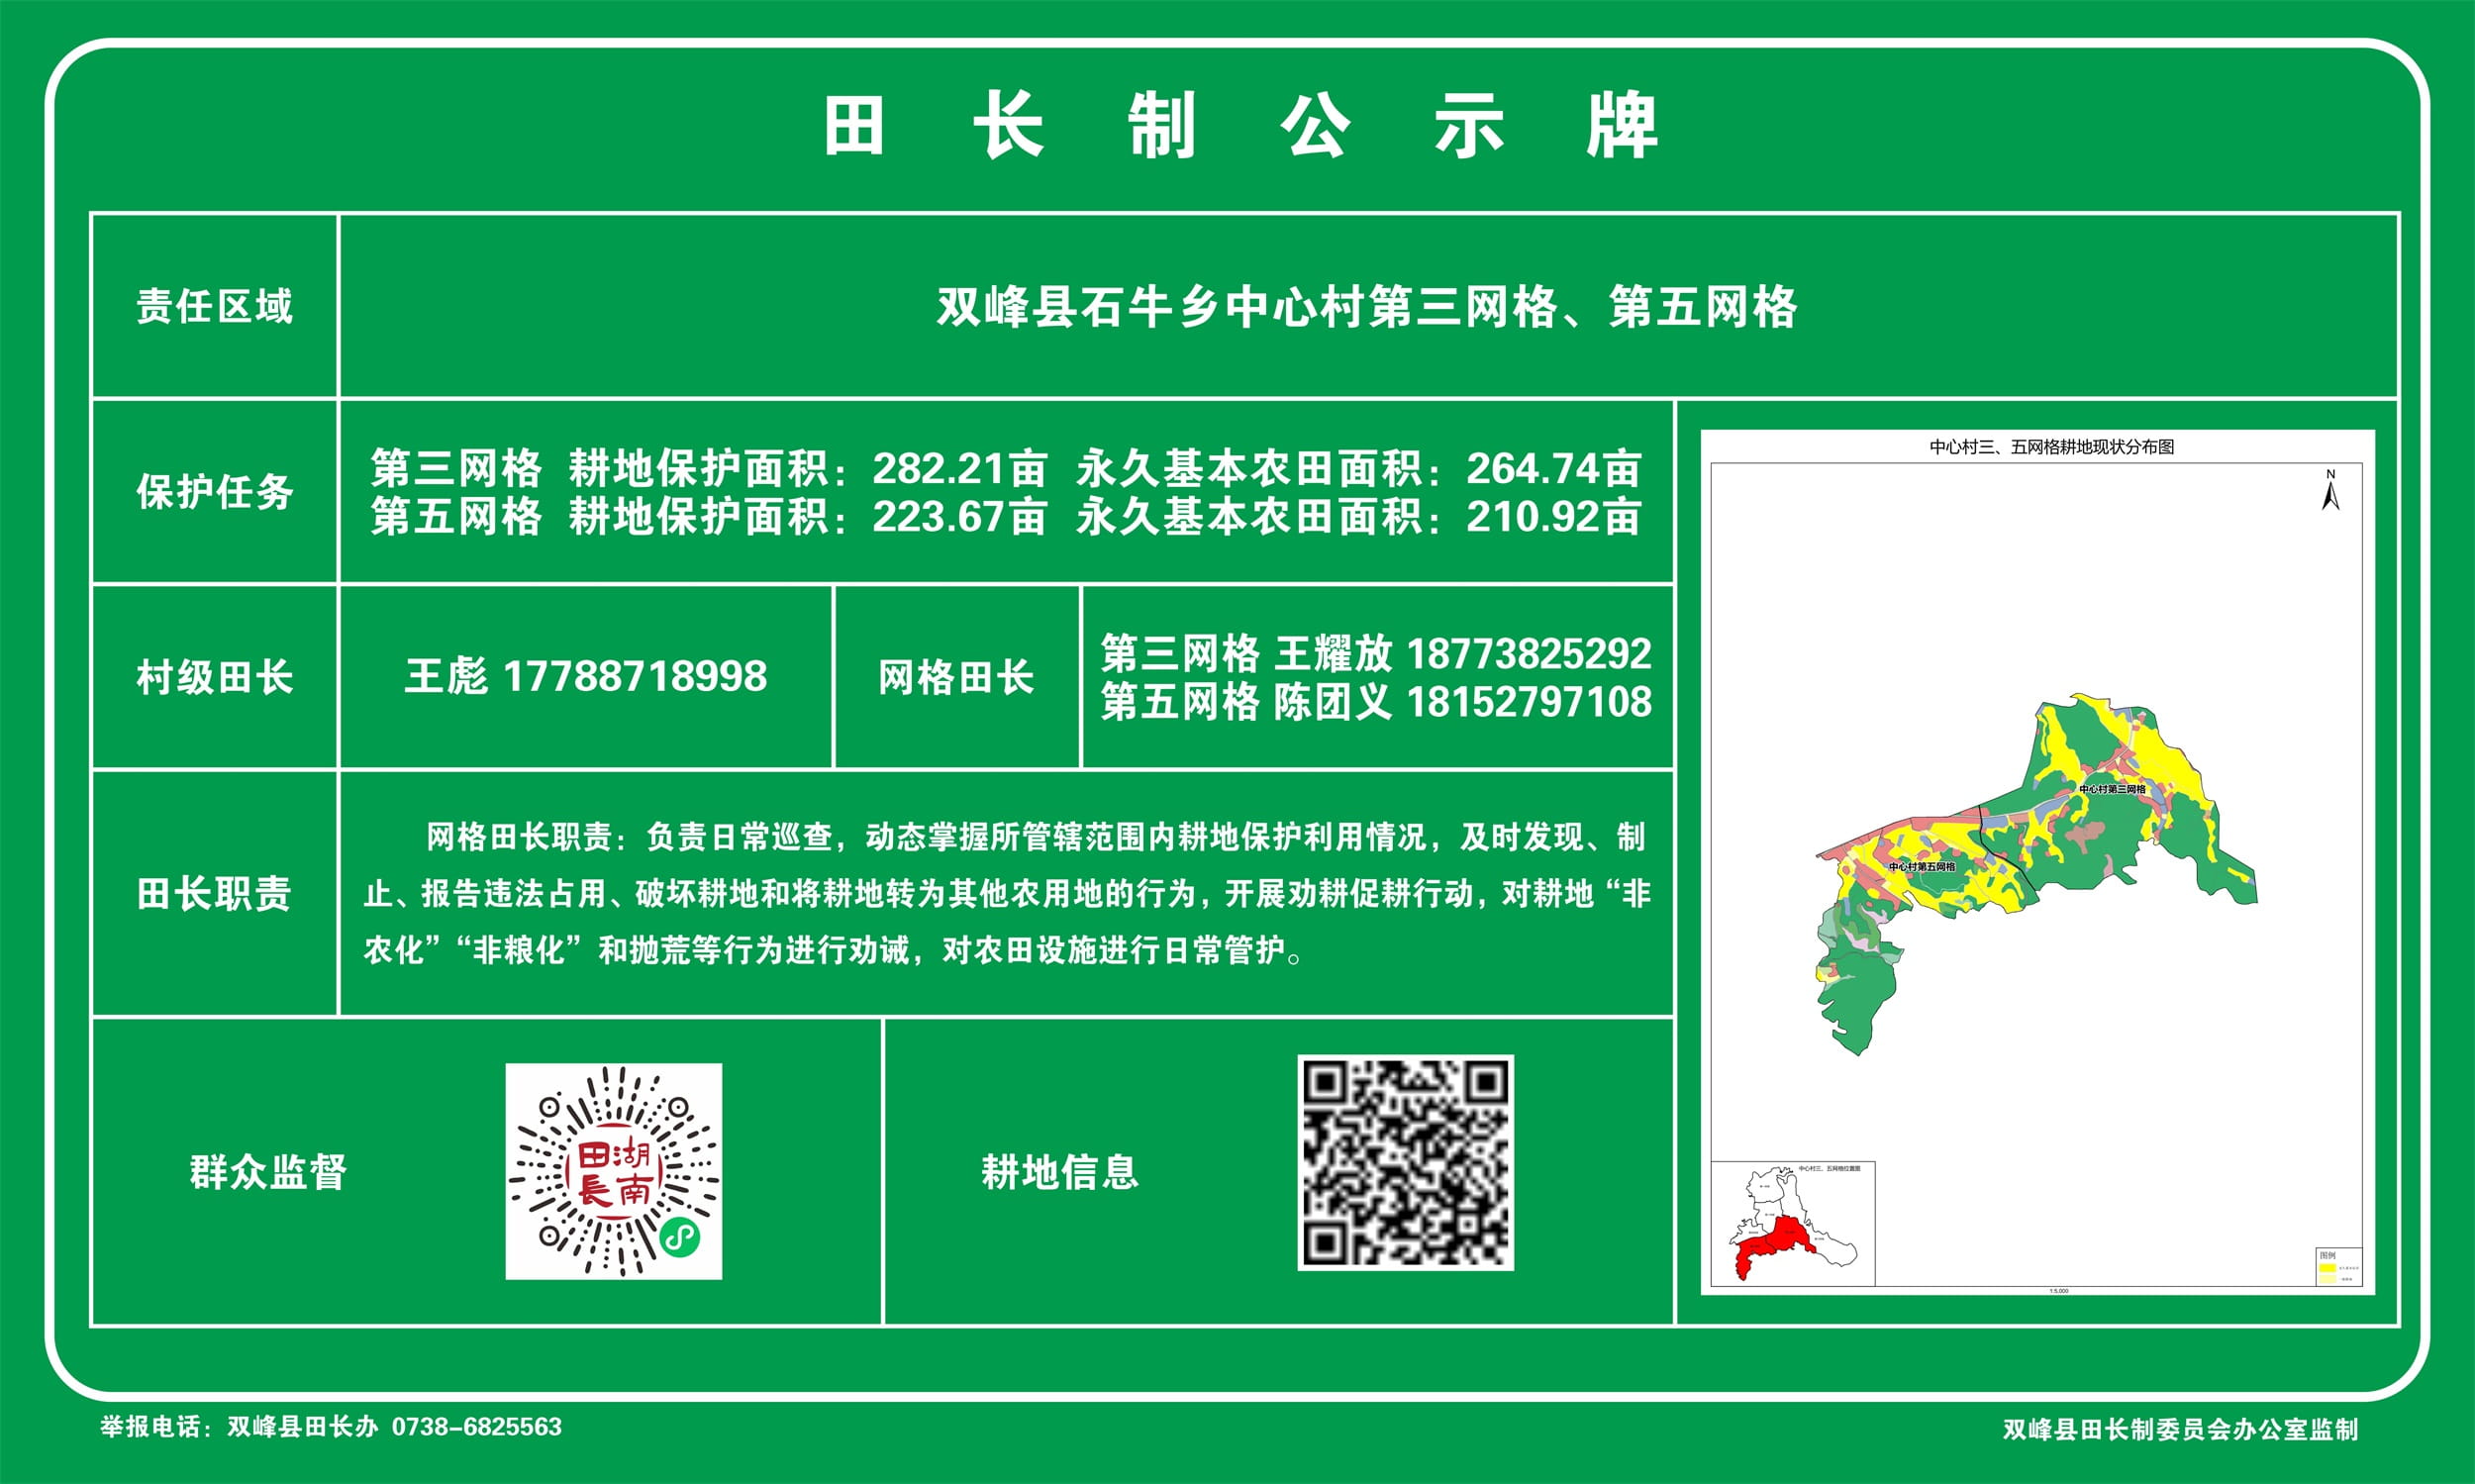 田长制公示牌
责任区域
双峰县石牛乡中心村第三网格、第五网格
保护任务
第三网格 耕地保护面积：282.21亩 永久基本农田面积：264.74亩
第五网格 耕地保护面积：223.67亩 永久基本农田面积：210.92亩
村级田长
王彪 17788718998
网格田长
第三网格 王耀放 18773825292
第五网格 陈团义 18152797108
田长职责
网格田长职责：负责日常巡查，动态掌握所管辖范围内耕地保护利用情况，及时发现、制
止、报告违法占用、破坏耕地和将耕地转为其他农用地的行为，开展劝耕促耕行动，对耕地“非
农化”“非粮化”和抛荒等行为进行劝诫，对农田设施进行日常管护。
群众监督
田湖
長南
耕地信息
中心村三、五网格耕地现状分布图
N
中心村第三网格
中心村第五网格
中心村三、五网格位置图
图例
1:5,000
举报电话：双峰县田长办 0738-6825563
双峰县田长制委员会办公室监制